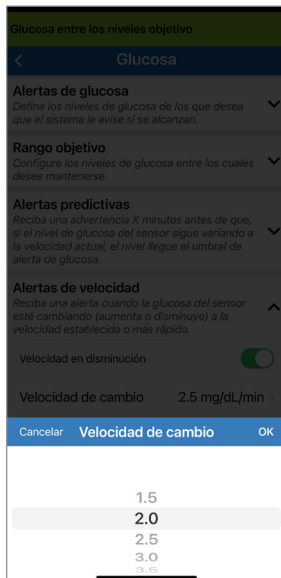 Glucosa entre los niveles objetivo
Glucosa
Alertas de glucosa
Defina los niveles de glucosa de los que desea
que el sistema le avise si se alcanzan.
Rango objetivo
Configure los niveles de glucosa entre los cuales
desee mantenerse.
Alertas predictivas
Reciba una advertencia X minutos antes de que,
si el nivel de glucosa del sensor sigue variando a
la velocidad actual, el nivel llegue el umbral de
alerta de glucosa.
Alertas de velocidad
Reciba una alerta cuando la glucosa del sensor
esté cambiando (aumenta o disminuye) a la
velocidad establecida o más rápido.
Velocidad en disminución
Velocidad de cambio 2.5 mg/dL/min
Cancelar Velocidad de cambio OK
1.5
2.0
2.5
3.0
3.5